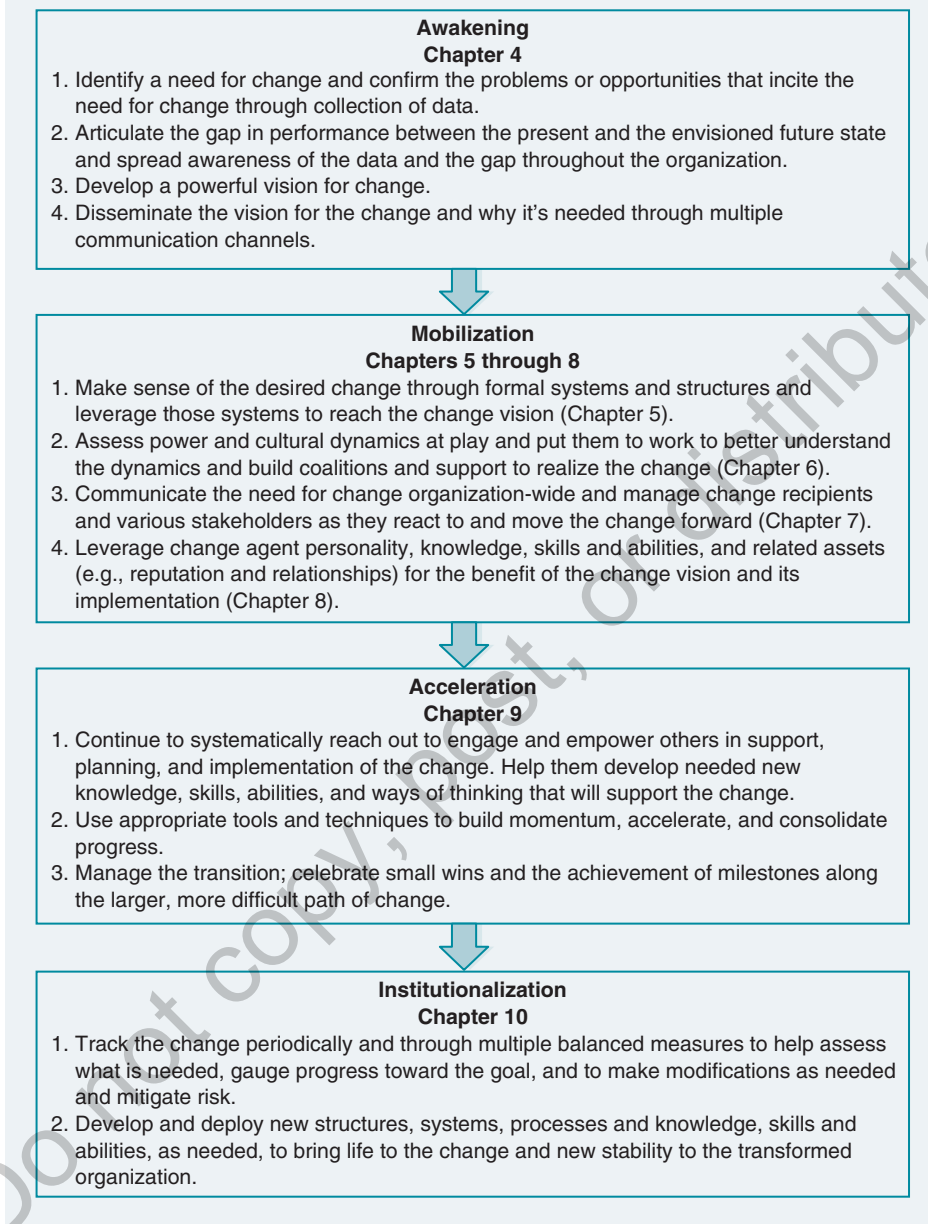 Awakening
Chapter 4
1. Identify a need for change and confirm the problems or opportunities that incite the
need for change through collection of data.
2. Articulate the gap in performance between the present and the envisioned future state
and spread awareness of the data and the gap throughout the organization.
3. Develop a powerful vision for change.
4. Disseminate the vision for the change and why it's needed through multiple
communication channels.
Mobilization
Chapters 5 through 8
1. Make sense of the desired change through formal systems and structures and
leverage those systems to reach the change vision (Chapter 5).
2. Assess power and cultural dynamics at play and put them to work to better understand
the dynamics and build coalitions and support to realize the change (Chapter 6).
3. Communicate the need for change organization-wide and manage change recipients
and various stakeholders as they react to and move the change forward (Chapter 7).
4. Leverage change agent personality, knowledge, skills and abilities, and related assets
(e.g., reputation and relationships) for the benefit of the change vision and its
implementation (Chapter 8).
Acceleration
Chapter 9
1. Continue to systematically reach out to engage and empower others in support,
planning, and implementation of the change. Help them develop needed new
knowledge, skills, abilities, and ways of thinking that will support the change.
2. Use appropriate tools and techniques to build momentum, accelerate, and consolidate
progress.
3. Manage the transition; celebrate small wins and the achievement of milestones along
the larger, more difficult path of change.
Institutionalization
Chapter 10
1. Track the change periodically and through multiple balanced measures to help assess
what is needed, gauge progress toward the goal, and to make modifications as needed
and mitigate risk.
2. Develop and deploy new structures, systems, processes and knowledge, skills and
abilities, as needed, to bring life to the change and new stability to the transformed
organization.
Do not copy, post, or distribute